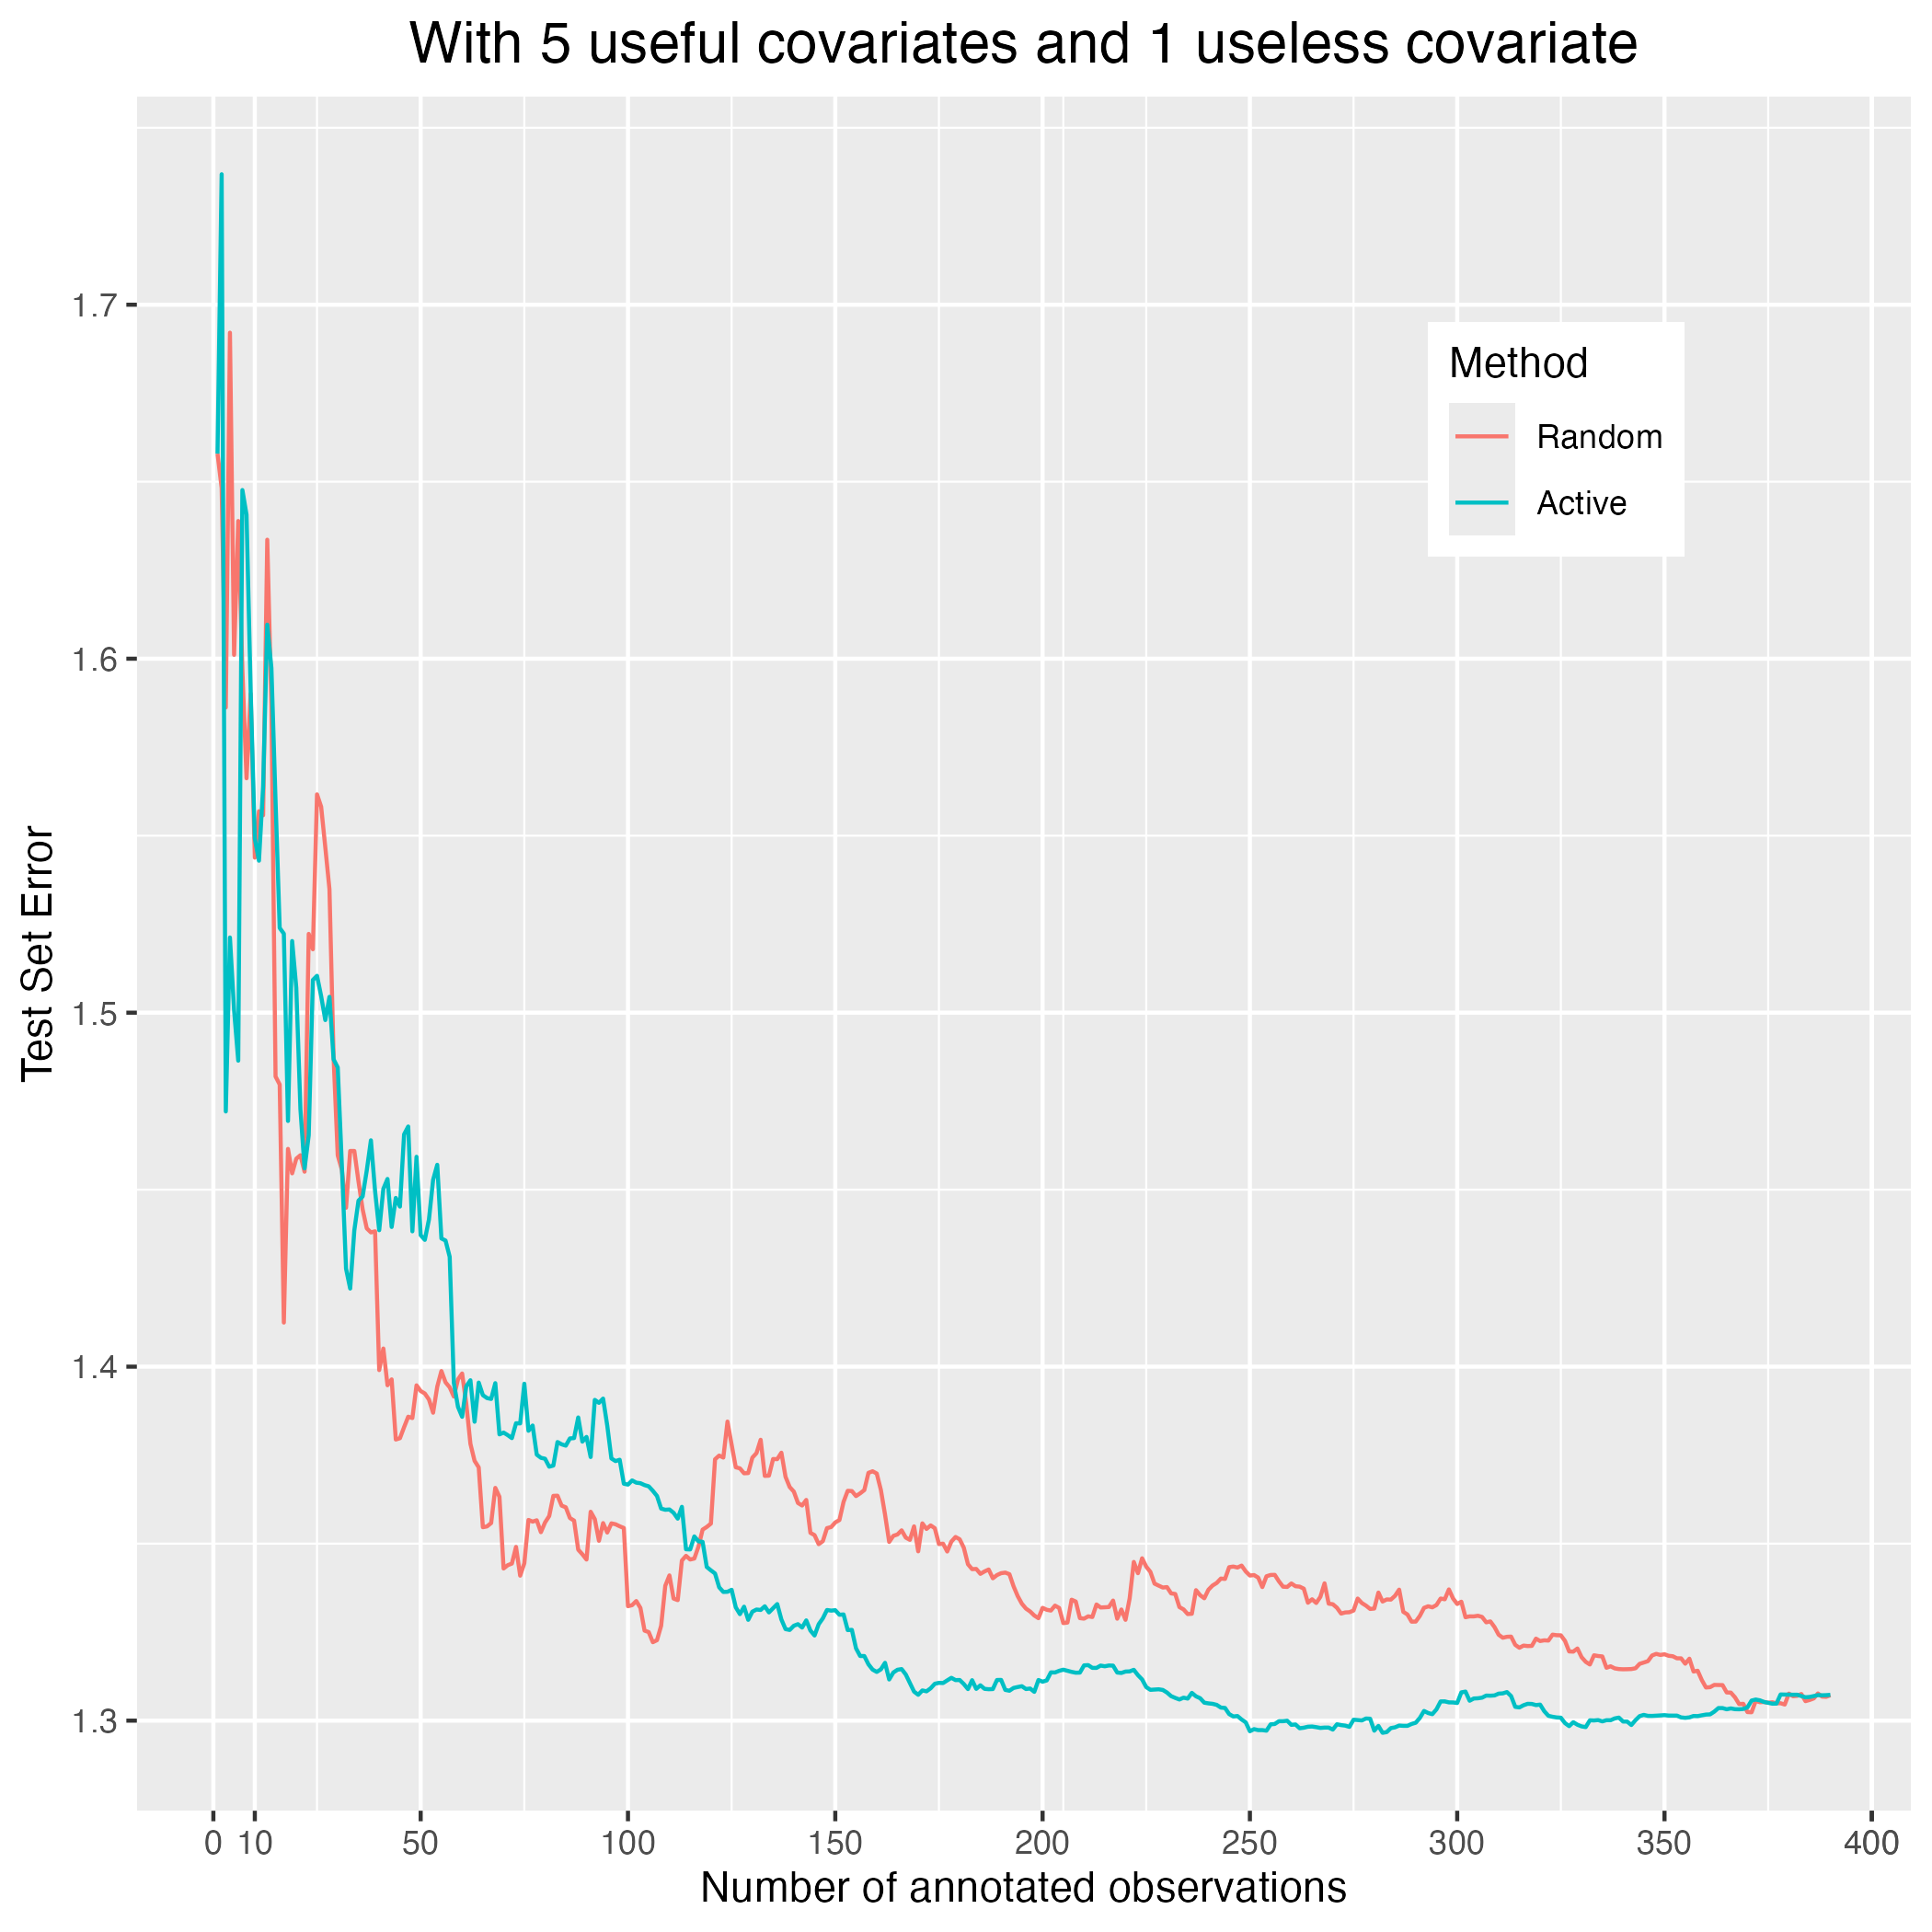 With 5 useful covariates and 1 useless covariate
1.7
1.6
1.5
1.4
1.3
Test Set Error
Method
Random
Active
0 10 50 100 150 200 250 300 350 400
Number of annotated observations